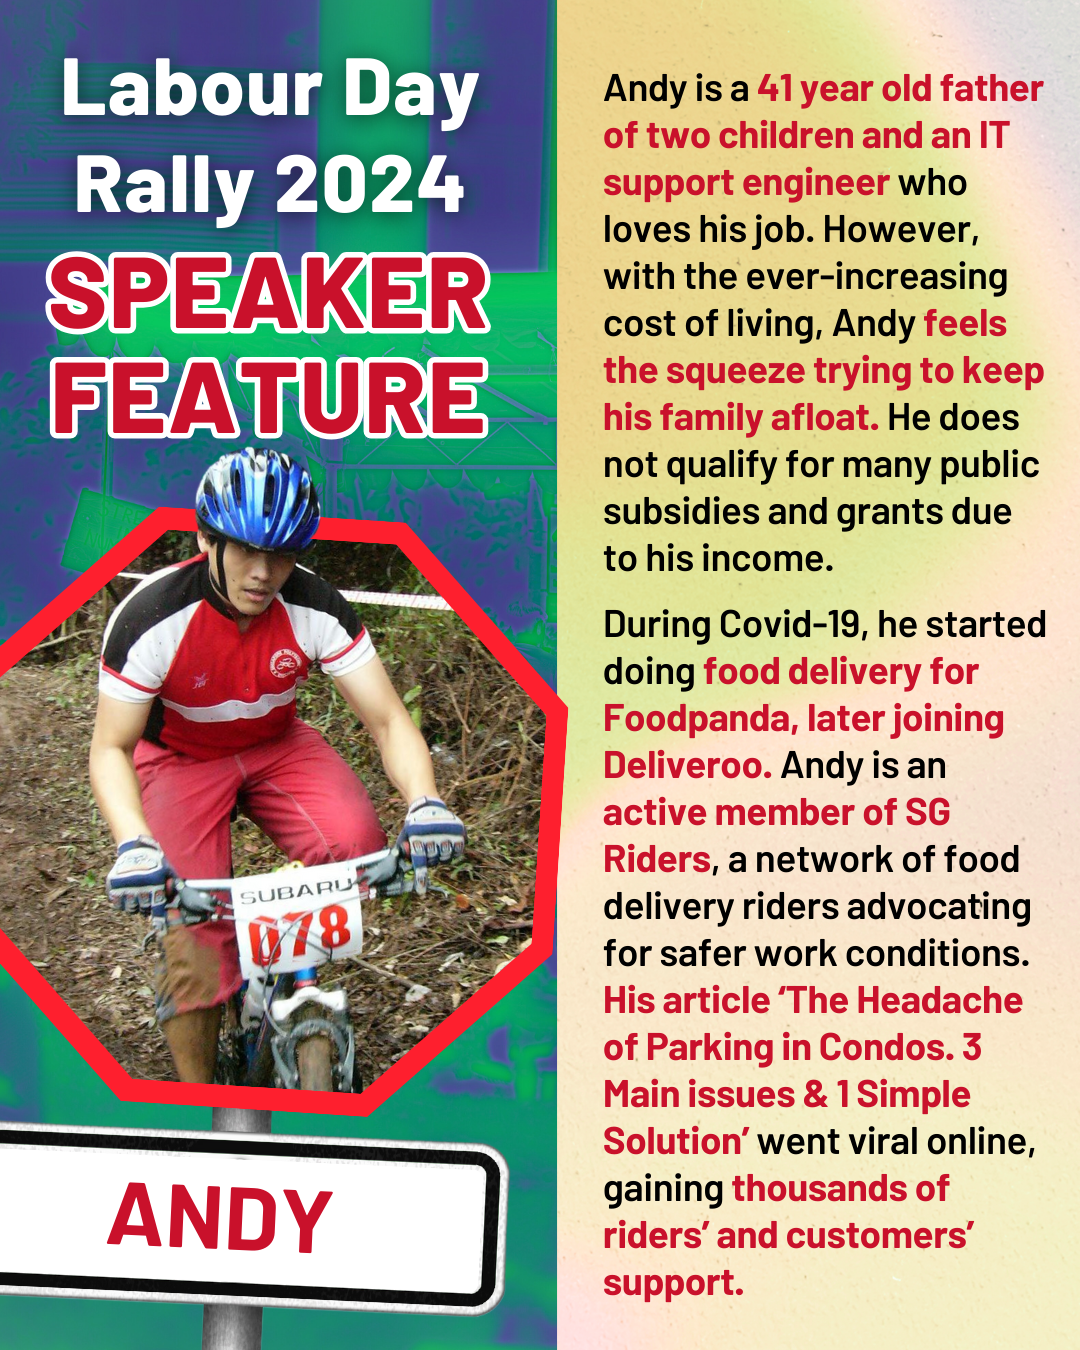 Labour Day
Rally 2024
SPEAKER
FEATURE
SUBARU
078
ANDY
Andy is a 41 year old father
of two children and an IT
support engineer who
loves his job. However,
with the ever-increasing
cost of living, Andy feels
the squeeze trying to keep
his family afloat. He does
not qualify for many public
subsidies and grants due
to his income.
During Covid-19, he started
doing food delivery for
Foodpanda, later joining
Deliveroo. Andy is an
active member of SG
Riders, a network of food
delivery riders advocating
for safer work conditions.
His article ‘The Headache
of Parking in Condos. 3
Main issues & 1 Simple
Solution’ went viral online,
gaining thousands of
riders’ and customers’
support.